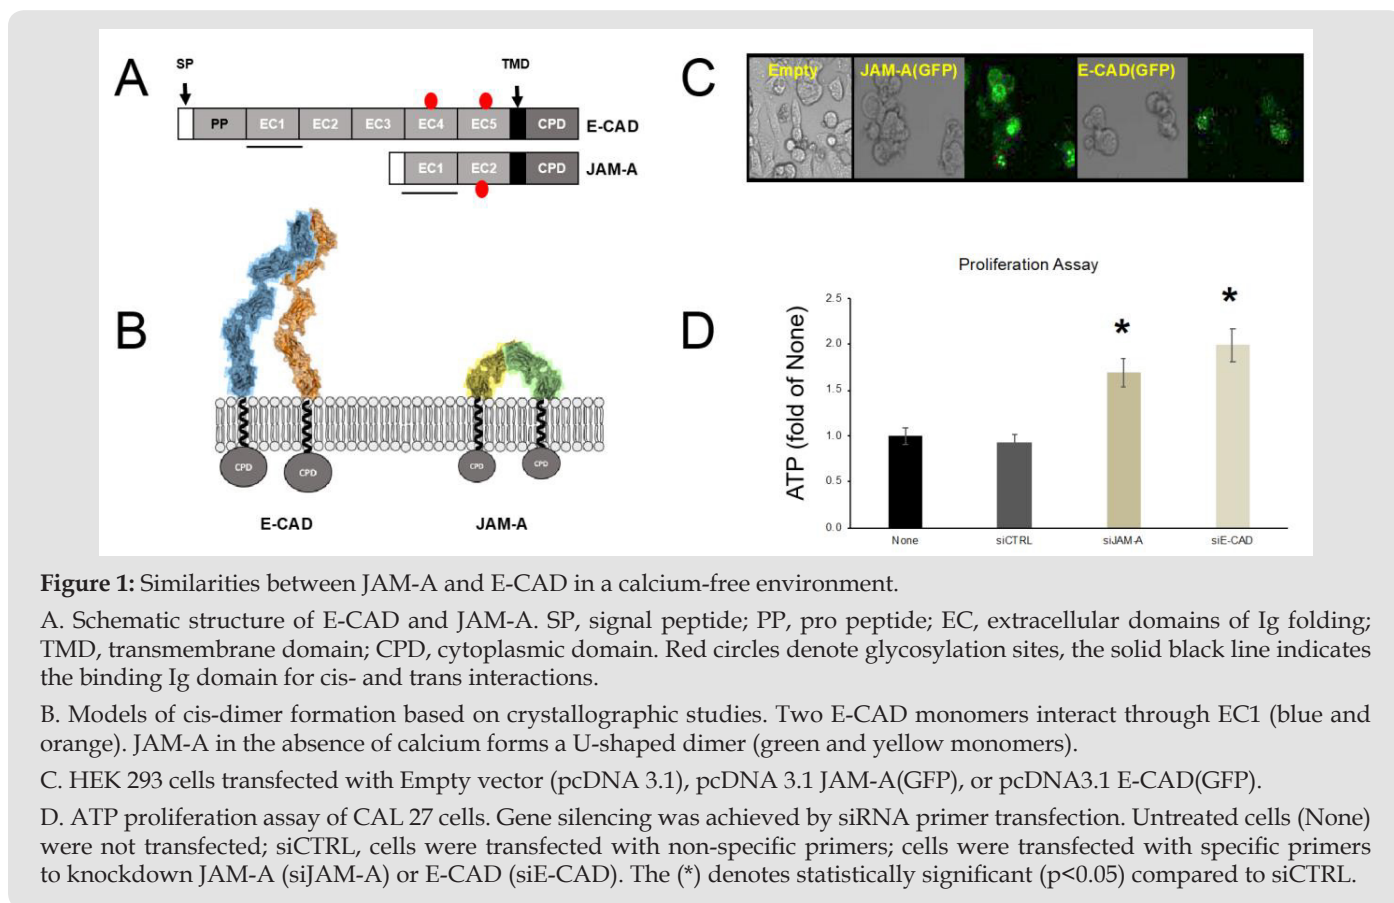 A
SP
TMD
PP EC1 EC2 EC3 EC4 EC5 CPD E-CAD
EC1 EC2 CPD JAM-A
B
CPD CPD CPD CPD
E-CAD JAM-A
C
Empty JAM-A(GFP) E-CAD(GFP)
D
Proliferation Assay
ATP (fold of None)
2.5
2.0
1.5
1.0
0.5
0.0
* *
None siCTRL siJAM-A siE-CAD
Figure 1: Similarities between JAM-A and E-CAD in a calcium-free environment.
A. Schematic structure of E-CAD and JAM-A. SP, signal peptide; PP, pro peptide; EC, extracellular domains of Ig folding;
TMD, transmembrane domain; CPD, cytoplasmic domain. Red circles denote glycosylation sites, the solid black line indicates
the binding Ig domain for cis- and trans interactions.
B. Models of cis-dimer formation based on crystallographic studies. Two E-CAD monomers interact through EC1 (blue and
orange). JAM-A in the absence of calcium forms a U-shaped dimer (green and yellow monomers).
C. HEK 293 cells transfected with Empty vector (pcDNA 3.1), pcDNA 3.1 JAM-A(GFP), or pcDNA3.1 E-CAD(GFP).
D. ATP proliferation assay of CAL 27 cells. Gene silencing was achieved by siRNA primer transfection. Untreated cells (None)
were not transfected; siCTRL, cells were transfected with non-specific primers; cells were transfected with specific primers
to knockdown JAM-A (siJAM-A) or E-CAD (siE-CAD). The (*) denotes statistically significant (p<0.05) compared to siCTRL.